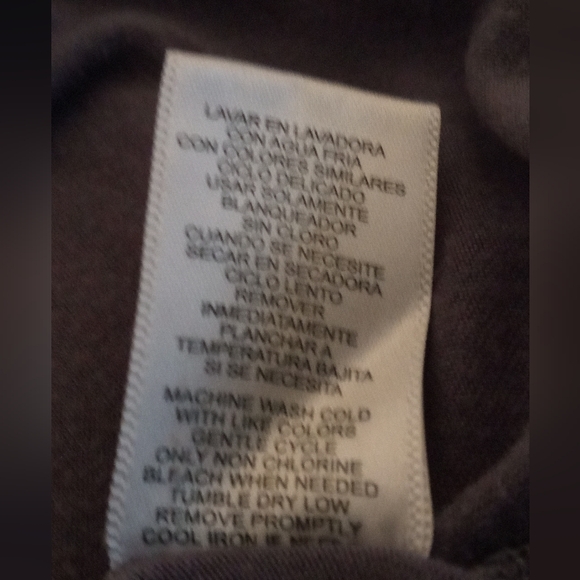 LAVAR EN LAVADORA
CON AGUA FRIA
CON COLORES SIMILARES
CICLO DELICADO
USAR SOLAMENTE
BLANQUEADOR
SIN CLORO
CUANDO SE NECESITE
SECAR EN SECADORA
CICLO LENTO
REMOVER
INMEDIATAMENTE
PLANCHAR A
TEMPERATURA BAJITA
SI SE NECESITA
MACHINE WASH COLD
WITH LIKE COLORS
GENTLE CYCLE
ONLY NON CHLORINE
BLEACH WHEN NEEDED
TUMBLE DRY LOW
REMOVE PROMPTLY
COOL IRON IF